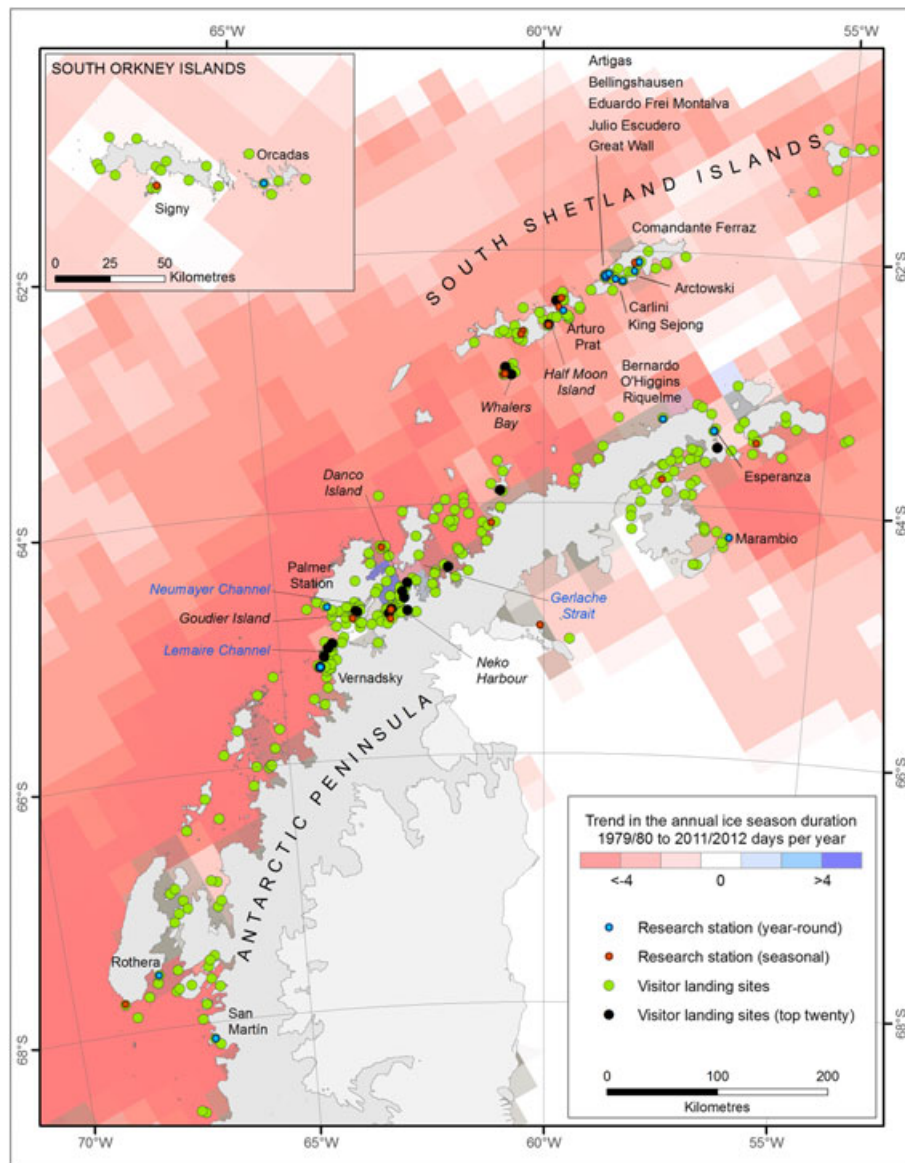 65°W
60°W
55°W
SOUTH ORKNEY ISLANDS
Orcadas
Signy
0 25 50
Kilometres
Artigas
Bellingshausen
Eduardo Frei Montalva
Julio Escudero
Great Wall
SOUTH SHETLAND ISLANDS
Comandante Ferraz
62°S
62°S
Arctowski
Carlini
King Sejong
Arturo
Prat
Half Moon
Island
Whalers
Bay
Bernardo
O'Higgins
Riquelme
Esperanza
Danco
Island
64°S
64°S
Marambio
Palmer
Station
Neumayer Channel
Goudier Island
Lemaire Channel
Gerlache
Strait
Neko
Harbour
Vernadsky
ANTARCTIC PENINSULA
66°S
66°S
Rothera
San
Martín
68°S
68°S
Trend in the annual ice season duration
1979/80 to 2011/2012 days per year
<-4 0 >4
Research station (year-round)
Research station (seasonal)
Visitor landing sites
Visitor landing sites (top twenty)
0 100 200
Kilometres
70°W
65°W
60°W
55°W